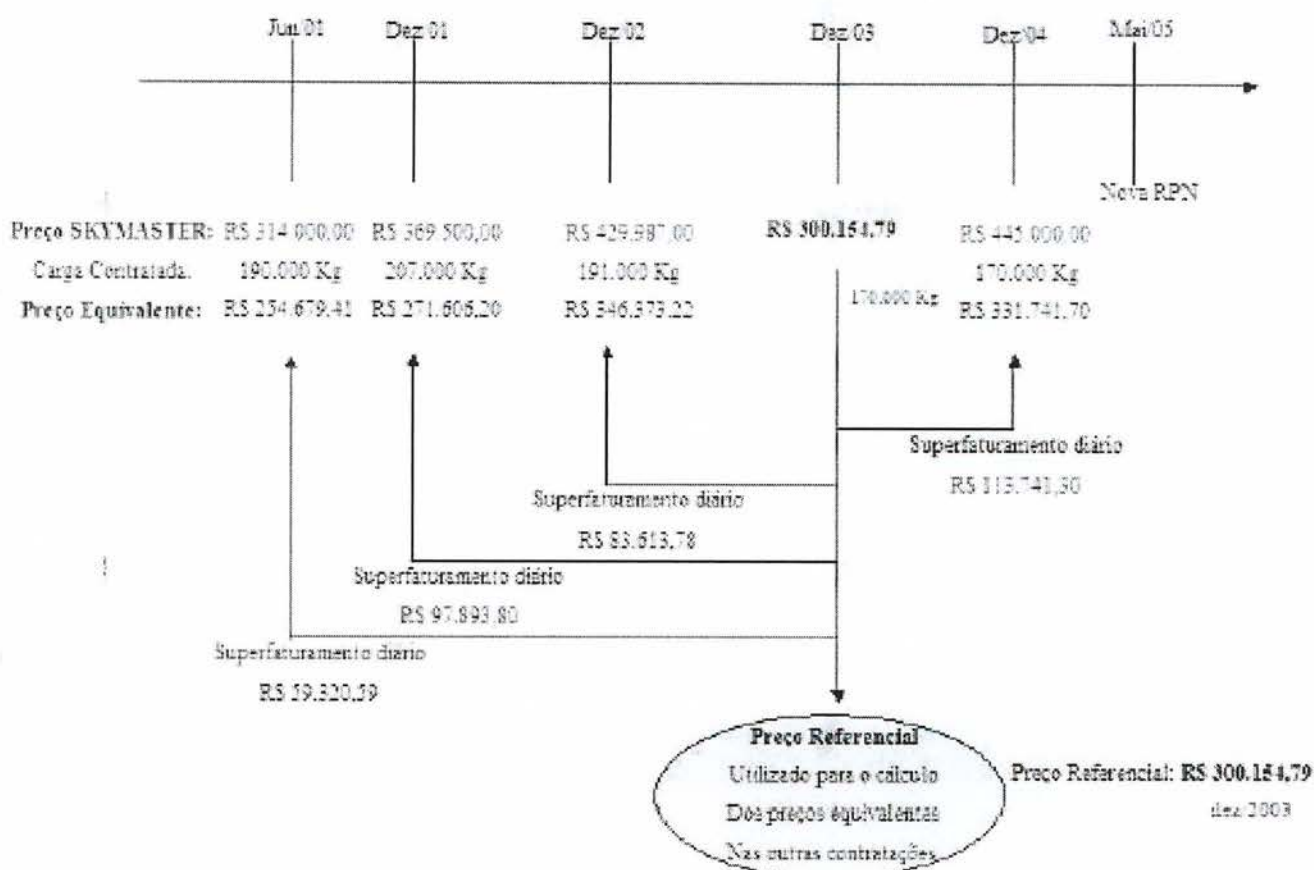 Jun/01 Dez/01 Dez/02 Dez/03 Dez/04 Mai/05
Nova RPN
Preço SKYMASTER: R$ 314.000,00 R$ 369.500,00 R$ 429.987,00 R$ 300.154,79 R$ 445.000,00
Carga Contratada: 190.000 Kg 207.000 Kg 191.000 Kg 170.000 Kg 170.000 Kg
Preço Equivalente: R$ 254.679,41 R$ 271.606,20 R$ 346.373,22 R$ 331.741,70
Superfaturamento diário
R$ 113.741,30
Superfaturamento diário
R$ 83.613,78
Superfaturamento diário
R$ 97.893,80
Superfaturamento diário
R$ 59.320,59
Preço Referencial
Utilizado para o cálculo
Dos preços equivalentes
Nas outras contratações
Preço Referencial: R$ 300.154,79
dez/2003